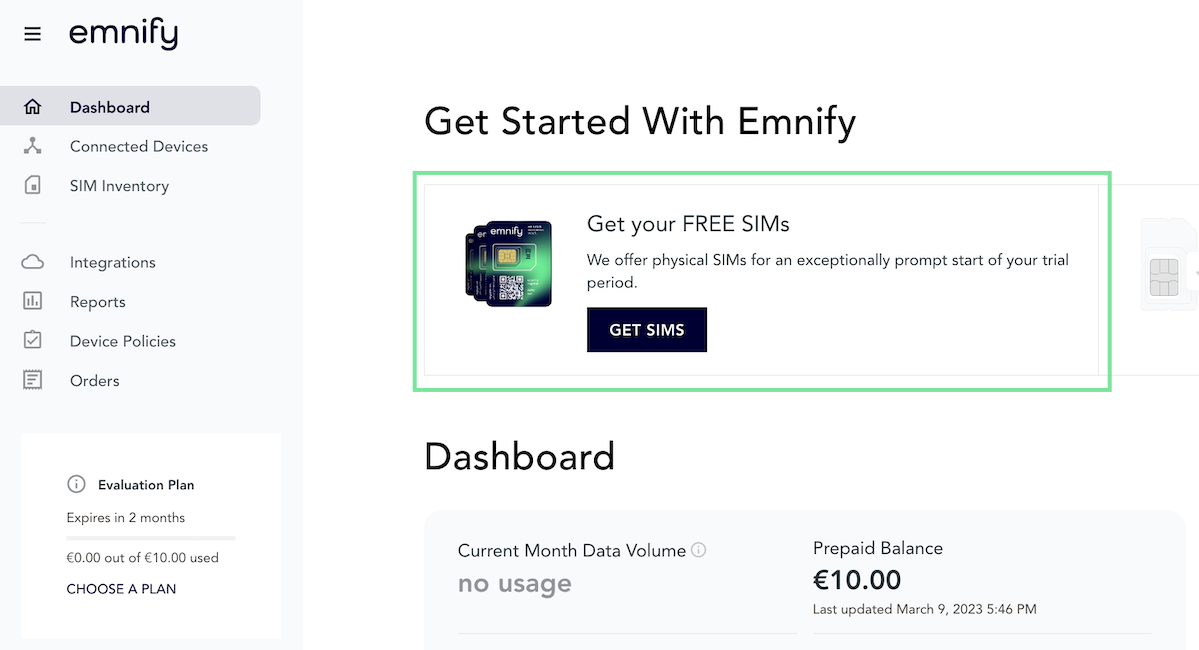 emnify
Dashboard
Connected Devices
SIM Inventory
Integrations
Reports
Device Policies
Orders
Evaluation Plan
Expires in 2 months
€0.00 out of €10.00 used
CHOOSE A PLAN
Get Started With Emnify
emnify
Get your FREE SIMs
We offer physical SIMs for an exceptionally prompt start of your trial
period.
GET SIMS
Dashboard
Current Month Data Volume
no usage
Prepaid Balance
€10.00
Last updated March 9, 2023 5:46 PM